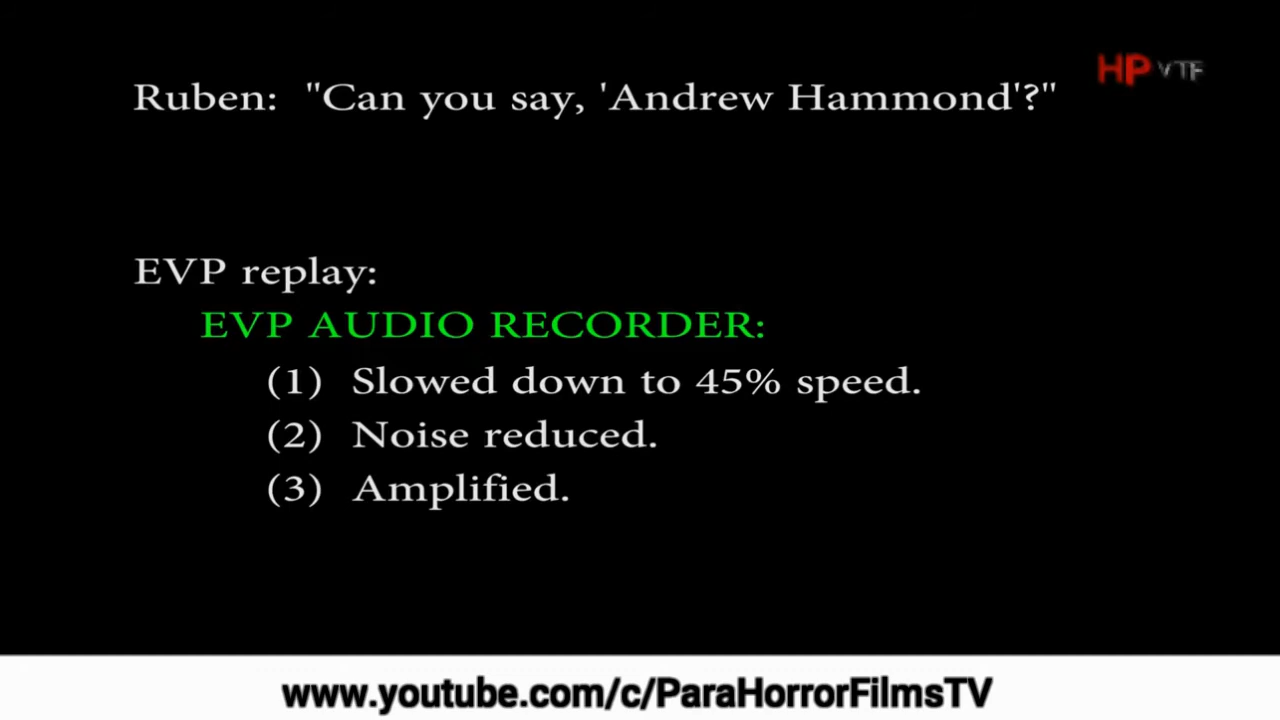 Ruben: "Can you say, 'Andrew Hammond'?"
HP VTF
EVP replay:
EVP AUDIO RECORDER:
(1) Slowed down to 45% speed.
(2) Noise reduced.
(3) Amplified.
www.youtube.com/c/ParaHorrorFilmsTV